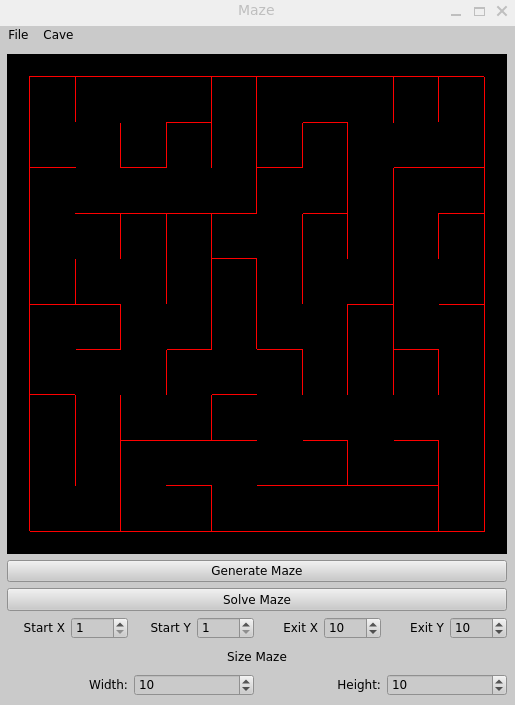 Maze
File Cave
Generate Maze
Solve Maze
Start X 1 Start Y 1 Exit X 10 Exit Y 10
Size Maze
Width: 10 Height: 10